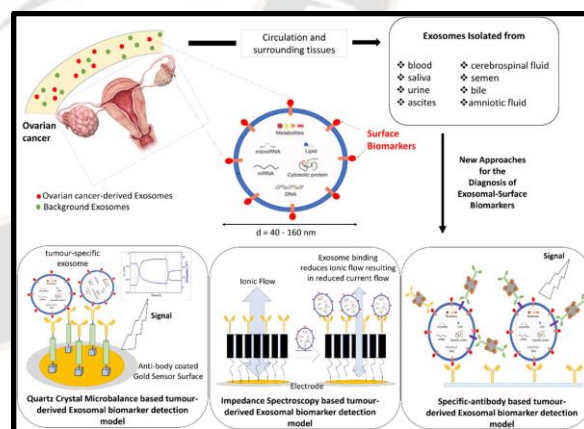 Circulation
and surrounding tissues
Exosomes Isolated from
❖ blood
❖ saliva
❖ urine
❖ ascites
❖ cerebrospinal fluid
❖ semen
❖ bile
❖ amniotic fluid
Ovarian
cancer
Metabolites
microRNA
Lipid
mRNA
Cytosolic protein
DNA
Surface
Biomarkers
Ovarian cancer-derived Exosomes
Background Exosomes
d = 40 - 160 nm
New Approaches
for the
Diagnosis of
Exosomal-Surface
Biomarkers
tumour-specific
exosome
Signal
Anti-body coated
Gold Sensor Surface
Quartz Crystal Microbalance based tumour-
derived Exosomal biomarker detection
model
Ionic Flow
Exosome binding
reduces ionic flow resulting
in reduced current flow
Electrode
Impedance Spectroscopy based tumour-
derived Exosomal biomarker detection
model
Signal
Specific-antibody based tumour-
derived Exosomal biomarker detection
model